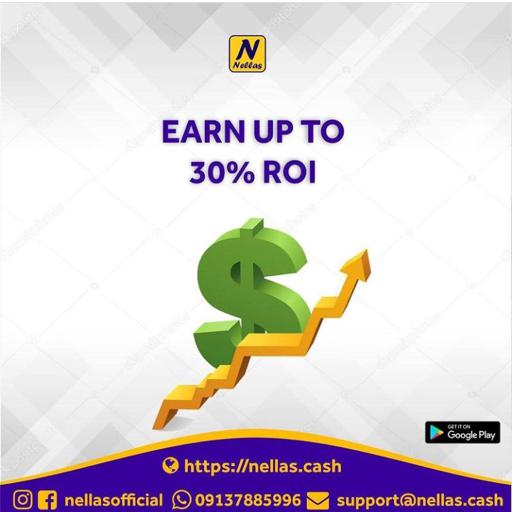 N
Nellas
EARN UP TO
30% ROI
GET IT ON
Google Play
https://nellas.cash
nellasofficial 09137885996 support@nellas.cash